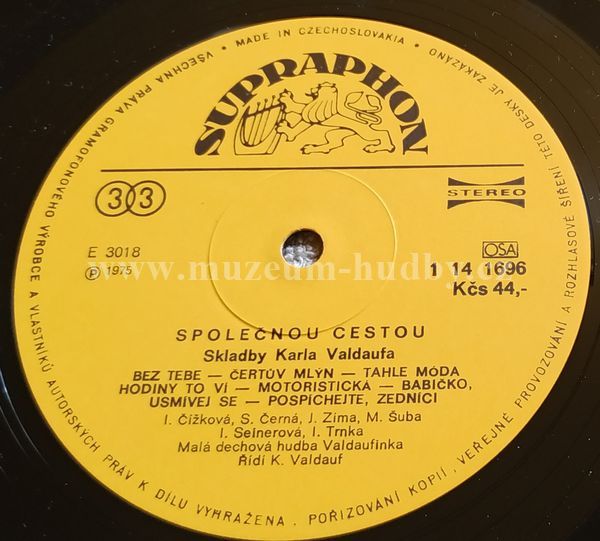 MADE IN CZECHOSLOVAKIA •
VŠECHNA PRÁVA GRAMOFONOVÉHO VÝROBCE A VLASTNÍKŮ AUTORSKÝCH PRÁV K DÍLU VYHRAŽENA. POŘIZOVÁNÍ KOPIÍ, VEŘEJNÉ PROVOZOVÁNÍ A ROZHLASOVÉ ŠÍŘENÍ TÉTO DESKY JE ZAKÁZÁNO •
SUPRAPHON
33
STEREO
E 3018
℗ 1975
OSA
www.muzeum-hudby.cz
1 14 1696
Kčs 44,-
SPOLEČNOU CESTOU
Skladby Karla Valdaufa
BEZ TEBE — ČERTŮV MLÝN — TAHLE MÓDA
HODINY TO VÍ — MOTORISTICKÁ — BABIČKO,
USMÍVEJ SE — POSPÍCHEJTE, ZEDNÍCI
I. Čížková, S. Černá, J. Zíma, M. Šuba
I. Selnerová, I. Trnka
Malá dechová hudba Valdaufinka
Řídí K. Valdauf